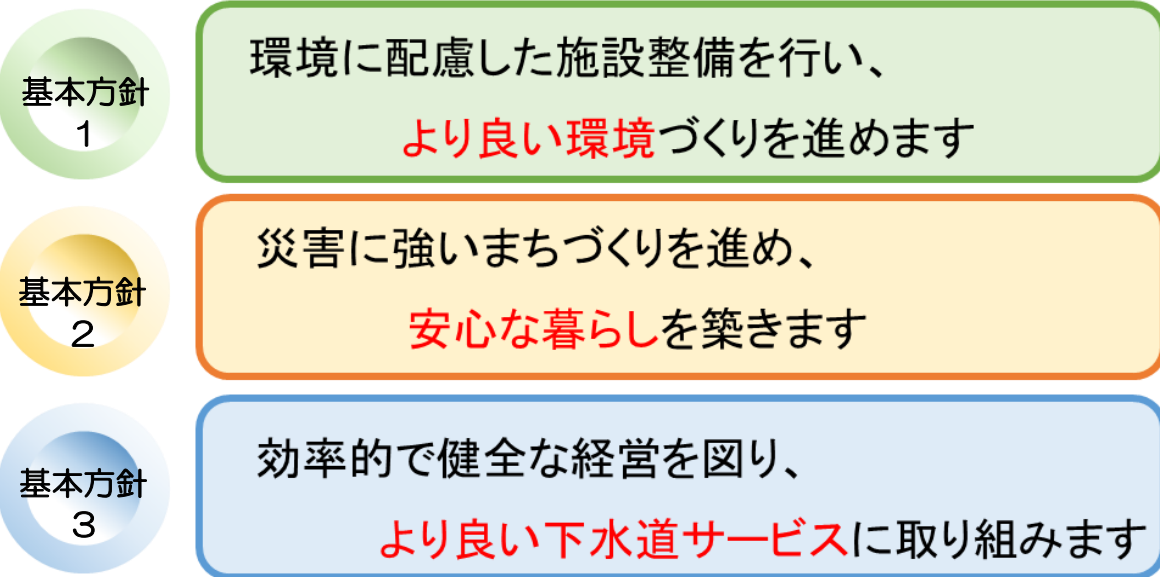 基本方針
1
環境に配慮した施設整備を行い、
より良い環境づくりを進めます
基本方針
2
災害に強いまちづくりを進め、
安心な暮らしを築きます
基本方針
3
効率的で健全な経営を図り、
より良い下水道サービスに取り組みます